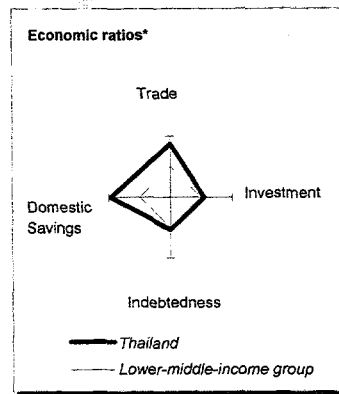 Economic ratios*
Trade
Investment
Domestic
Savings
Indebtedness
Thailand
Lower-middle-income group